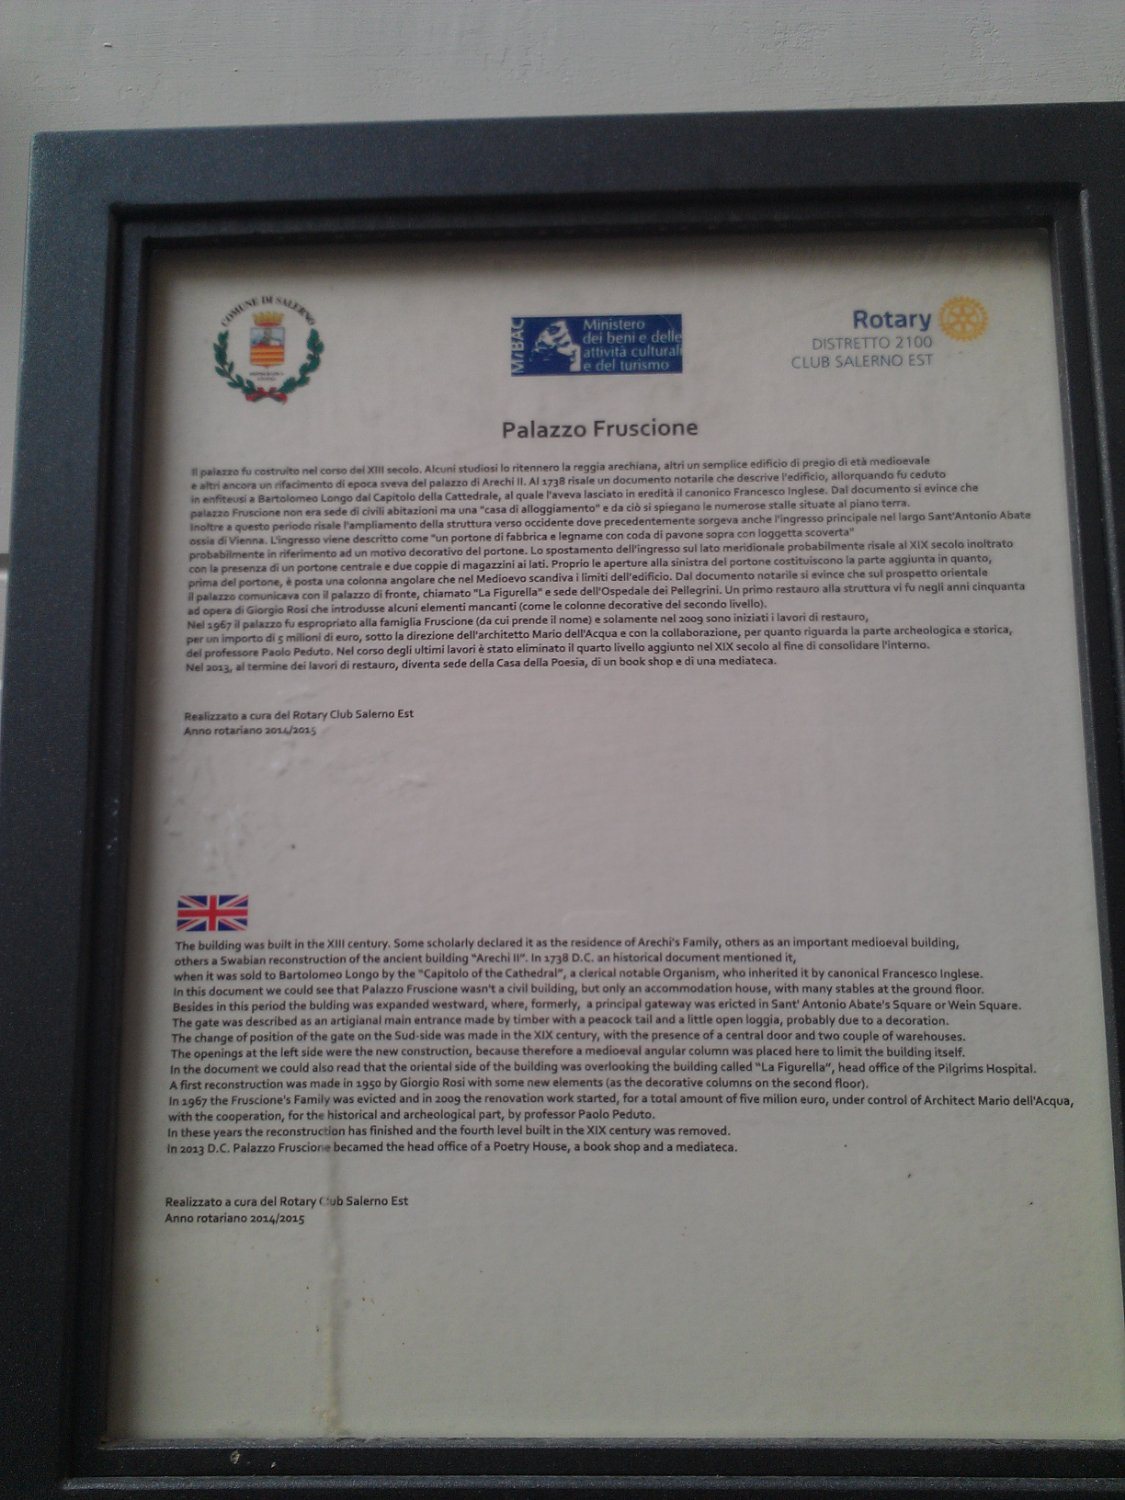 COMUNE DI SALERNO
MiBAC
Ministero
dei beni e delle
attività culturali
e del turismo
Rotary
DISTRETTO 2100
CLUB SALERNO EST
Palazzo Fruscione
Il palazzo fu costruito nel corso del XIII secolo. Alcuni studiosi lo ritennero la reggia arechiana, altri un semplice edificio di pregio di età medioevale
e altri ancora un rifacimento di epoca sveva del palazzo di Arechi II. Al 1738 risale un documento notarile che descrive l'edificio, allorquando fu ceduto
in enfiteusi a Bartolomeo Longo dal Capitolo della Cattedrale, al quale l'aveva lasciato in eredità il canonico Francesco Inglese. Dal documento si evince che
palazzo Fruscione non era sede di civili abitazioni ma una "casa di alloggiamento" e da ciò si spiegano le numerose stalle situate al piano terra.
Inoltre a questo periodo risale l'ampliamento della struttura verso occidente dove precedentemente sorgeva anche l'ingresso principale nel largo Sant'Antonio Abate
ossia di Vienna. L'ingresso viene descritto come "un portone di fabbrica e legname con coda di pavone sopra con loggetta scoverta"
probabilmente in riferimento ad un motivo decorativo del portone. Lo spostamento dell'ingresso sul lato meridionale probabilmente risale al XIX secolo inoltrato
con la presenza di un portone centrale e due coppie di magazzini ai lati. Proprio le aperture alla sinistra del portone costituiscono la parte aggiunta in quanto,
prima del portone, è posta una colonna angolare che nel Medioevo scandiva i limiti dell'edificio. Dal documento notarile si evince che sul prospetto orientale
il palazzo comunicava con il palazzo di fronte, chiamato "La Figurella" e sede dell'Ospedale dei Pellegrini. Un primo restauro alla struttura vi fu negli anni cinquanta
ad opera di Giorgio Rosi che introdusse alcuni elementi mancanti (come le colonne decorative del secondo livello).
Nel 1967 il palazzo fu espropriato alla famiglia Fruscione (da cui prende il nome) e solamente nel 2009 sono iniziati i lavori di restauro,
per un importo di 5 milioni di euro, sotto la direzione dell'architetto Mario dell'Acqua e con la collaborazione, per quanto riguarda la parte archeologica e storica,
del professore Paolo Peduto. Nel corso degli ultimi lavori è stato eliminato il quarto livello aggiunto nel XIX secolo al fine di consolidare l'interno.
Nel 2013, al termine dei lavori di restauro, diventa sede della Casa della Poesia, di un book shop e di una mediateca.
Realizzato a cura del Rotary Club Salerno Est
Anno rotariano 2014/2015
The building was built in the XIII century. Some scholarly declared it as the residence of Arechi's Family, others as an important medioeval building,
others a Swabian reconstruction of the ancient building "Arechi II". In 1738 D.C. an historical document mentioned it,
when it was sold to Bartolomeo Longo by the "Capitolo of the Cathedral", a clerical notable Organism, who inherited it by canonical Francesco Inglese.
In this document we could see that Palazzo Fruscione wasn't a civil building, but only an accommodation house, with many stables at the ground floor.
Besides in this period the bulding was expanded westward, where, formerly, a principal gateway was ericted in Sant' Antonio Abate's Square or Wein Square.
The gate was described as an artigianal main entrance made by timber with a peacock tail and a little open loggia, probably due to a decoration.
The change of position of the gate on the Sud-side was made in the XIX century, with the presence of a central door and two couple of warehouses.
The openings at the left side were the new construction, because therefore a medioeval angular column was placed here to limit the building itself.
In the document we could also read that the oriental side of the building was overlooking the building called "La Figurella", head office of the Pilgrims Hospital.
A first reconstruction was made in 1950 by Giorgio Rosi with some new elements (as the decorative columns on the second floor).
In 1967 the Fruscione's Family was evicted and in 2009 the renovation work started, for a total amount of five milion euro, under control of Architect Mario dell'Acqua,
with the cooperation, for the historical and archeological part, by professor Paolo Peduto.
In these years the reconstruction has finished and the fourth level built in the XIX century was removed.
In 2013 D.C. Palazzo Fruscione becamed the head office of a Poetry House, a book shop and a mediateca.
Realizzato a cura del Rotary Club Salerno Est
Anno rotariano 2014/2015